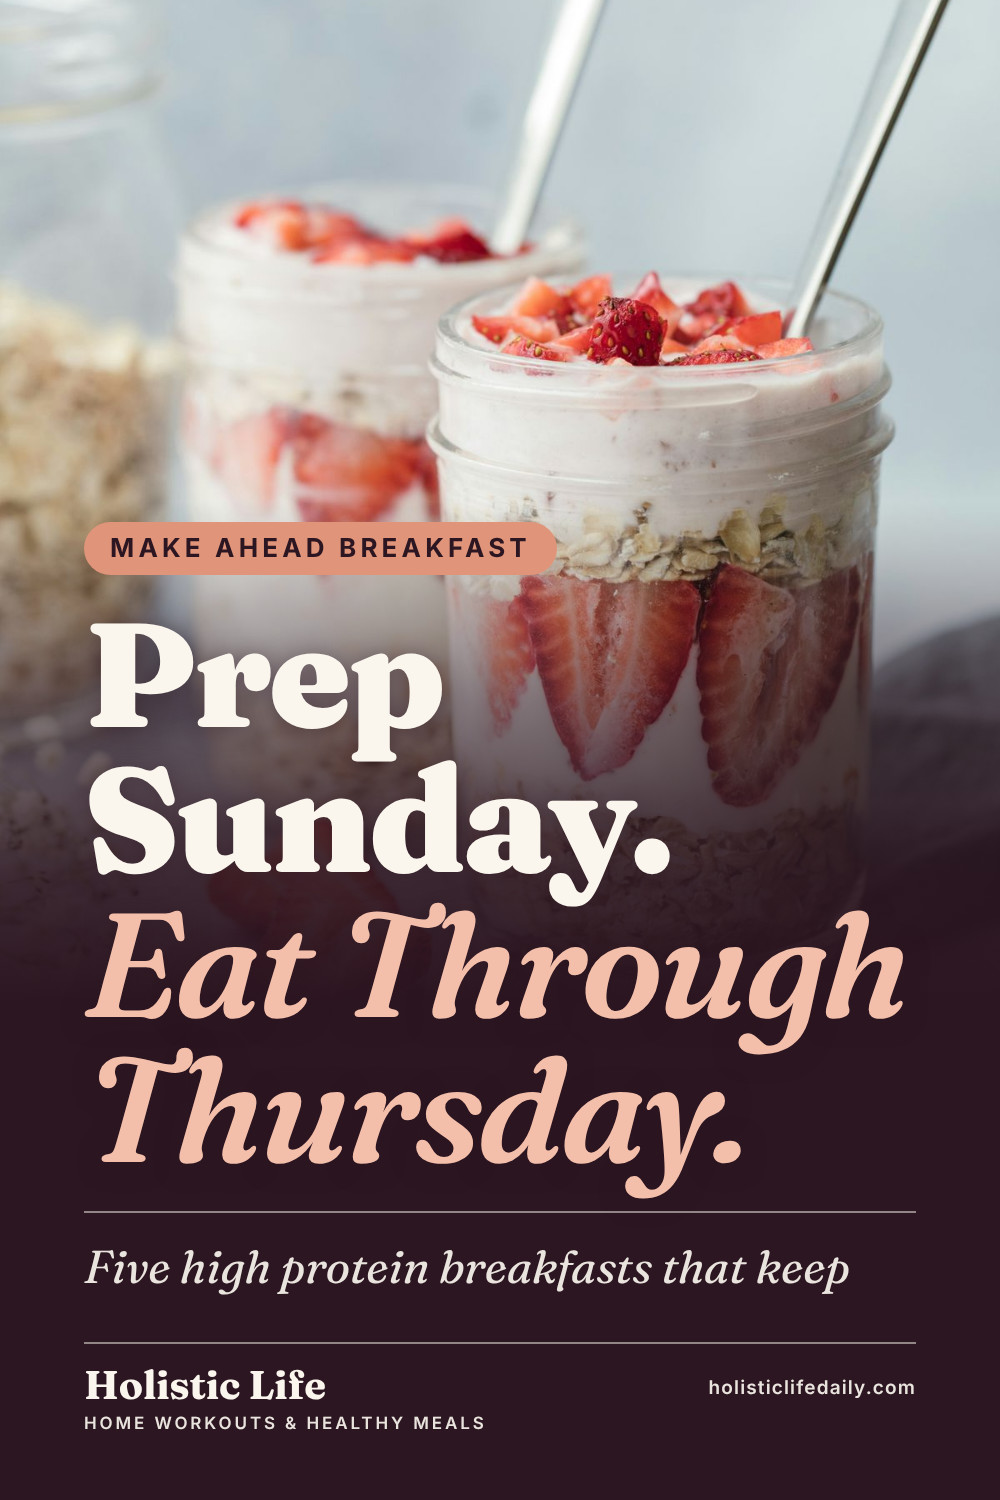 MAKE AHEAD BREAKFAST
Prep
Sunday.
Eat Through
Thursday.
Five high protein breakfasts that keep
Holistic Life
HOME WORKOUTS & HEALTHY MEALS
holisticlifedaily.com